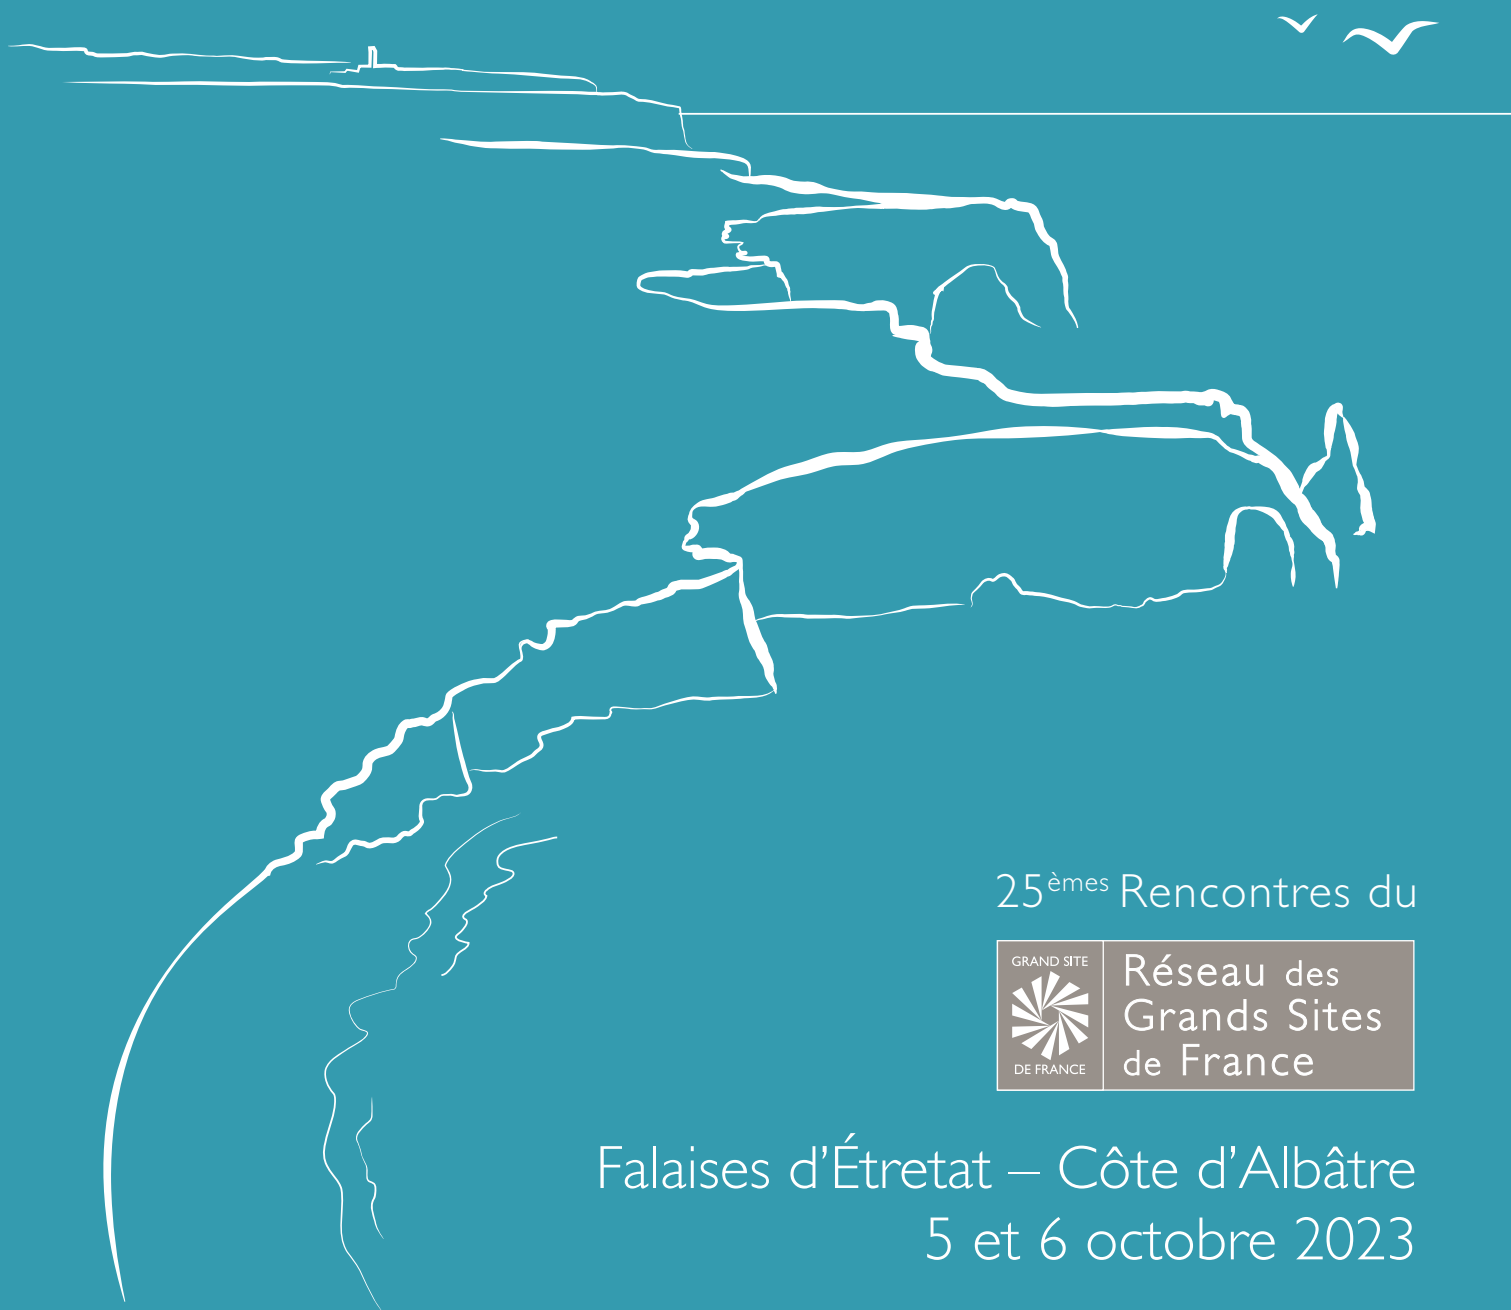 25èmes Rencontres du
GRAND SITE
DE FRANCE
Réseau des
Grands Sites
de France
Falaises d'Étretat – Côte d'Albâtre
5 et 6 octobre 2023